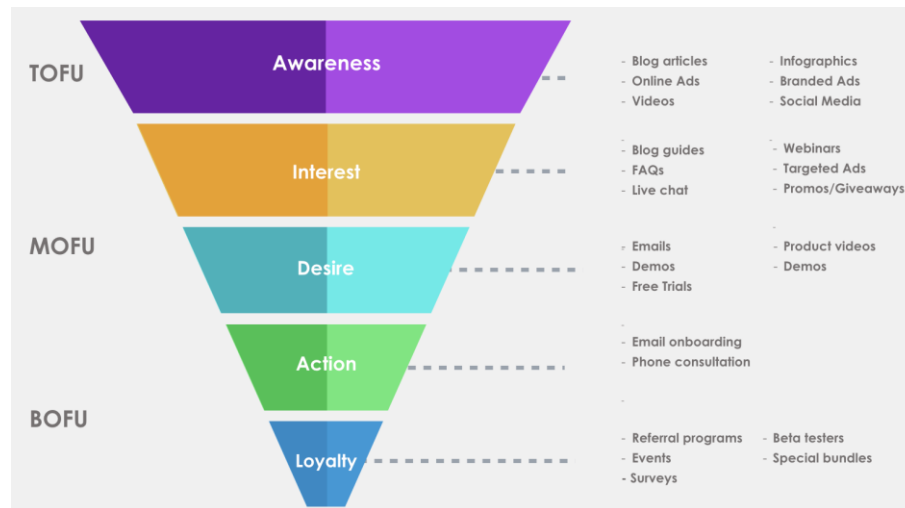 TOFU
Awareness
- Blog articles
- Online Ads
- Videos
- Infographics
- Branded Ads
- Social Media
Interest
- Blog guides
- FAQs
- Live chat
- Webinars
- Targeted Ads
- Promos/Giveaways
MOFU
Desire
- Emails
- Demos
- Free Trials
- Product videos
- Demos
Action
- Email onboarding
- Phone consultation
BOFU
Loyalty
- Referral programs
- Events
- Surveys
- Beta testers
- Special bundles